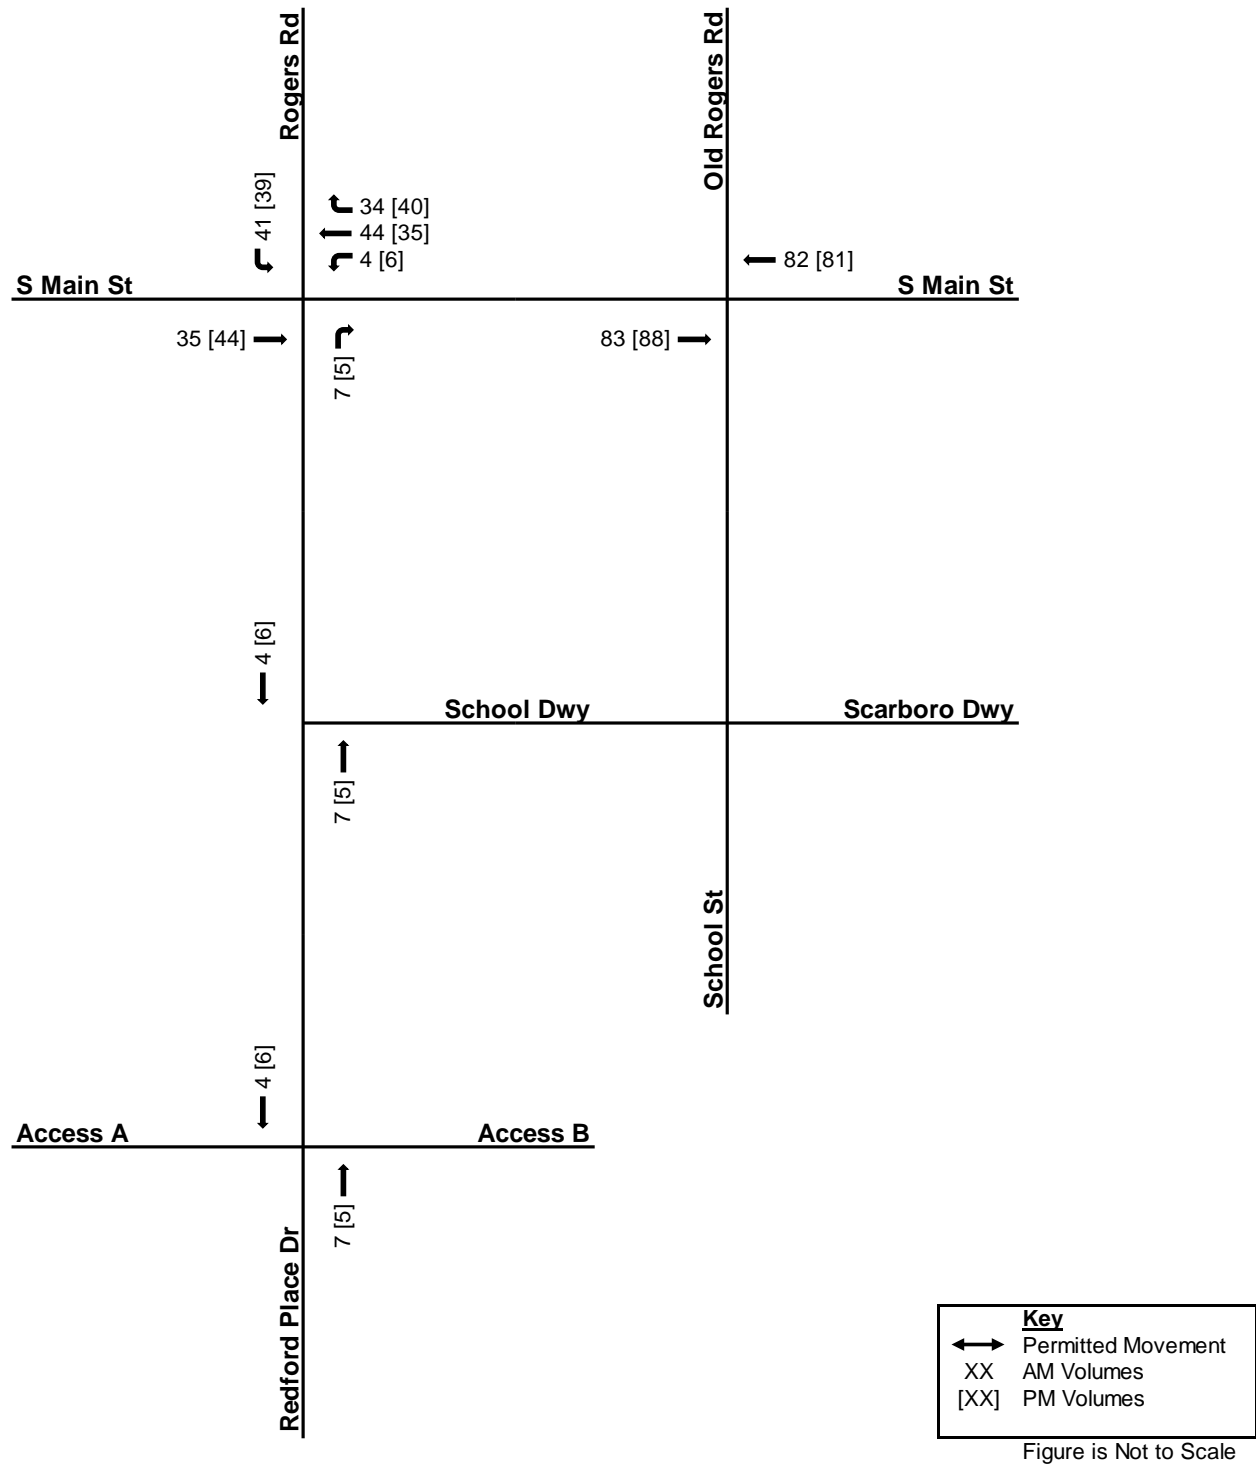 Rogers Rd
Old Rogers Rd
41 [39]
34 [40]
44 [35]
4 [6]
82 [81]
S Main St
S Main St
35 [44]
7 [5]
83 [88]
4 [6]
School Dwy
Scarboro Dwy
7 [5]
School St
4 [6]
Access A
Access B
7 [5]
Redford Place Dr
Key
Permitted Movement
XX AM Volumes
[XX] PM Volumes
Figure is Not to Scale